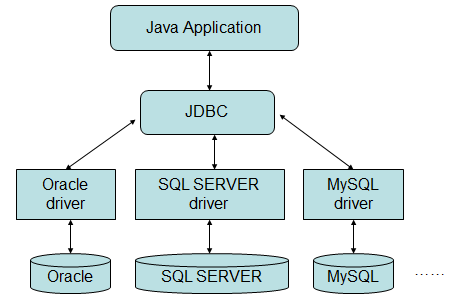 Java Application
JDBC
Oracle
driver
SQL SERVER
driver
MySQL
driver
Oracle
SQL SERVER
MySQL
……